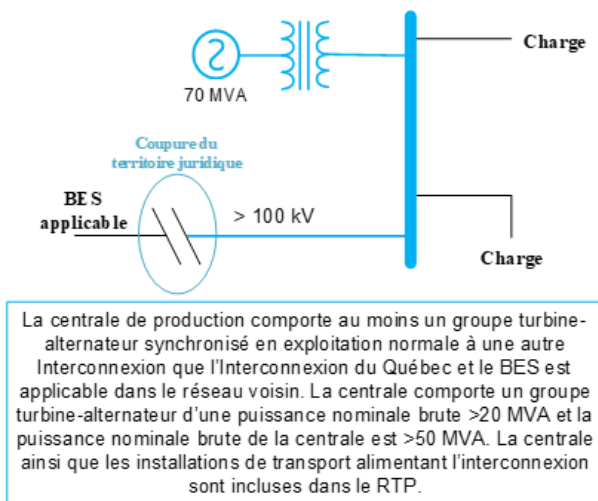 Charge
70 MVA
Coupure du
territoire juridique
BES
applicable
> 100 kV
Charge
La centrale de production comporte au moins un groupe turbine-
alternateur synchronisé en exploitation normale à une autre
Interconnexion que l'Interconnexion du Québec et le BES est
applicable dans le réseau voisin. La centrale comporte un groupe
turbine-alternateur d'une puissance nominale brute >20 MVA et la
puissance nominale brute de la centrale est >50 MVA. La centrale
ainsi que les installations de transport alimentant l'interconnexion
sont incluses dans le RTP.